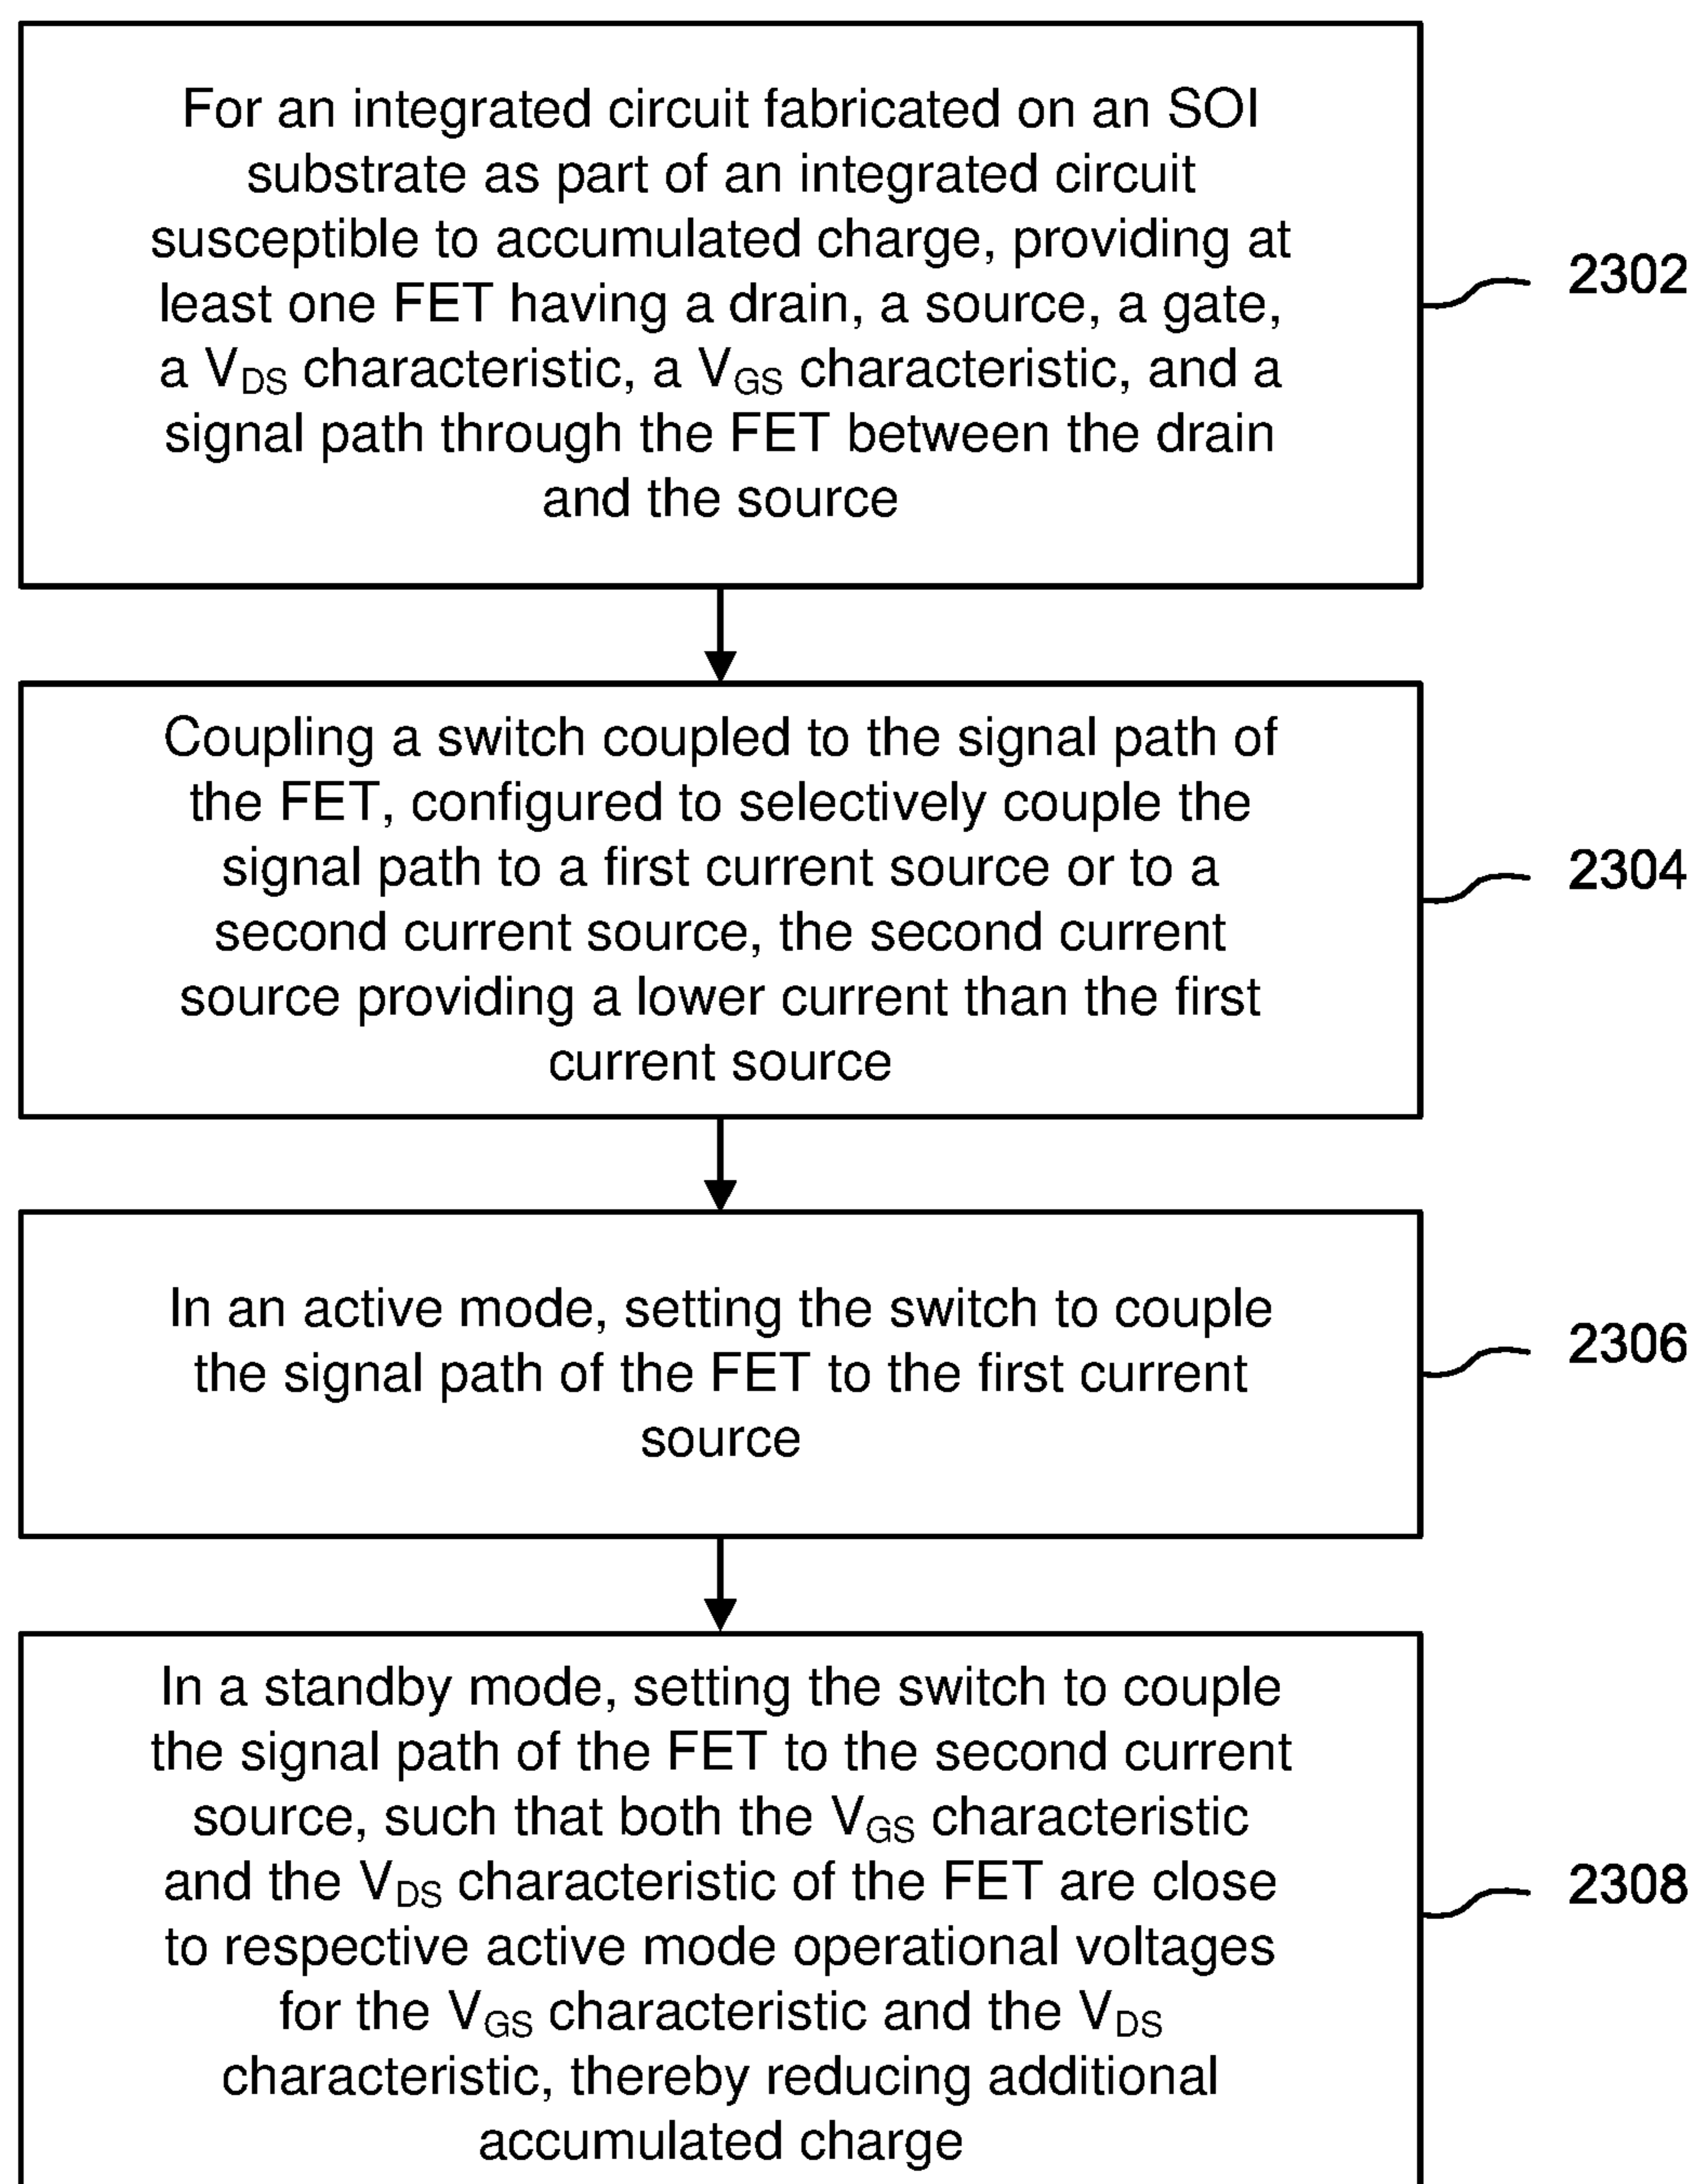 For an integrated circuit fabricated on an SOI
substrate as part of an integrated circuit
susceptible to accumulated charge, providing at
least one FET having a drain, a source, a gate,
a VDS characteristic, a VGS characteristic, and a
signal path through the FET between the drain
and the source
2302
Coupling a switch coupled to the signal path of
the FET, configured to selectively couple the
signal path to a first current source or to a
second current source, the second current
source providing a lower current than the first
current source
2304
In an active mode, setting the switch to couple
the signal path of the FET to the first current
source
2306
In a standby mode, setting the switch to couple
the signal path of the FET to the second current
source, such that both the VGS characteristic
and the VDS characteristic of the FET are close
to respective active mode operational voltages
for the VGS characteristic and the VDS
characteristic, thereby reducing additional
accumulated charge
2308